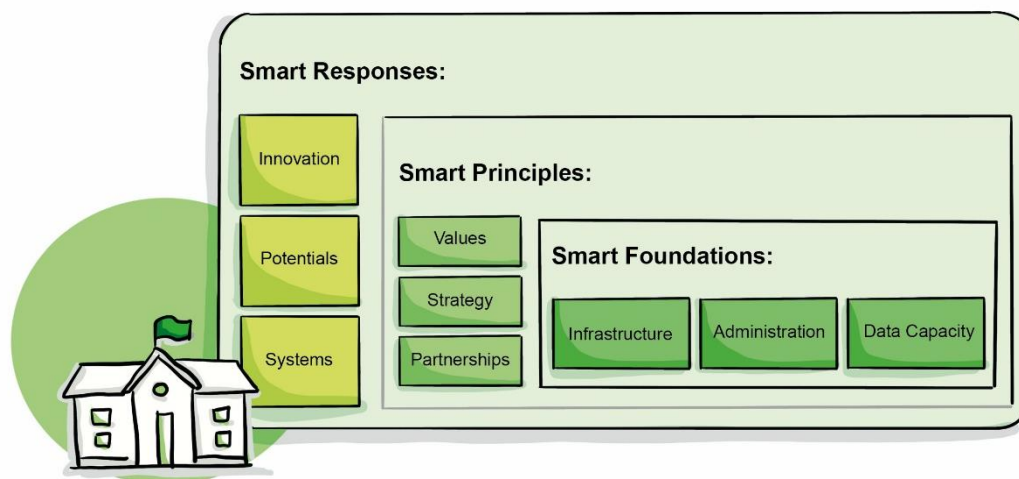 Smart Responses:
Innovation
Potentials
Systems
Smart Principles:
Values
Strategy
Partnerships
Smart Foundations:
Infrastructure
Administration
Data Capacity